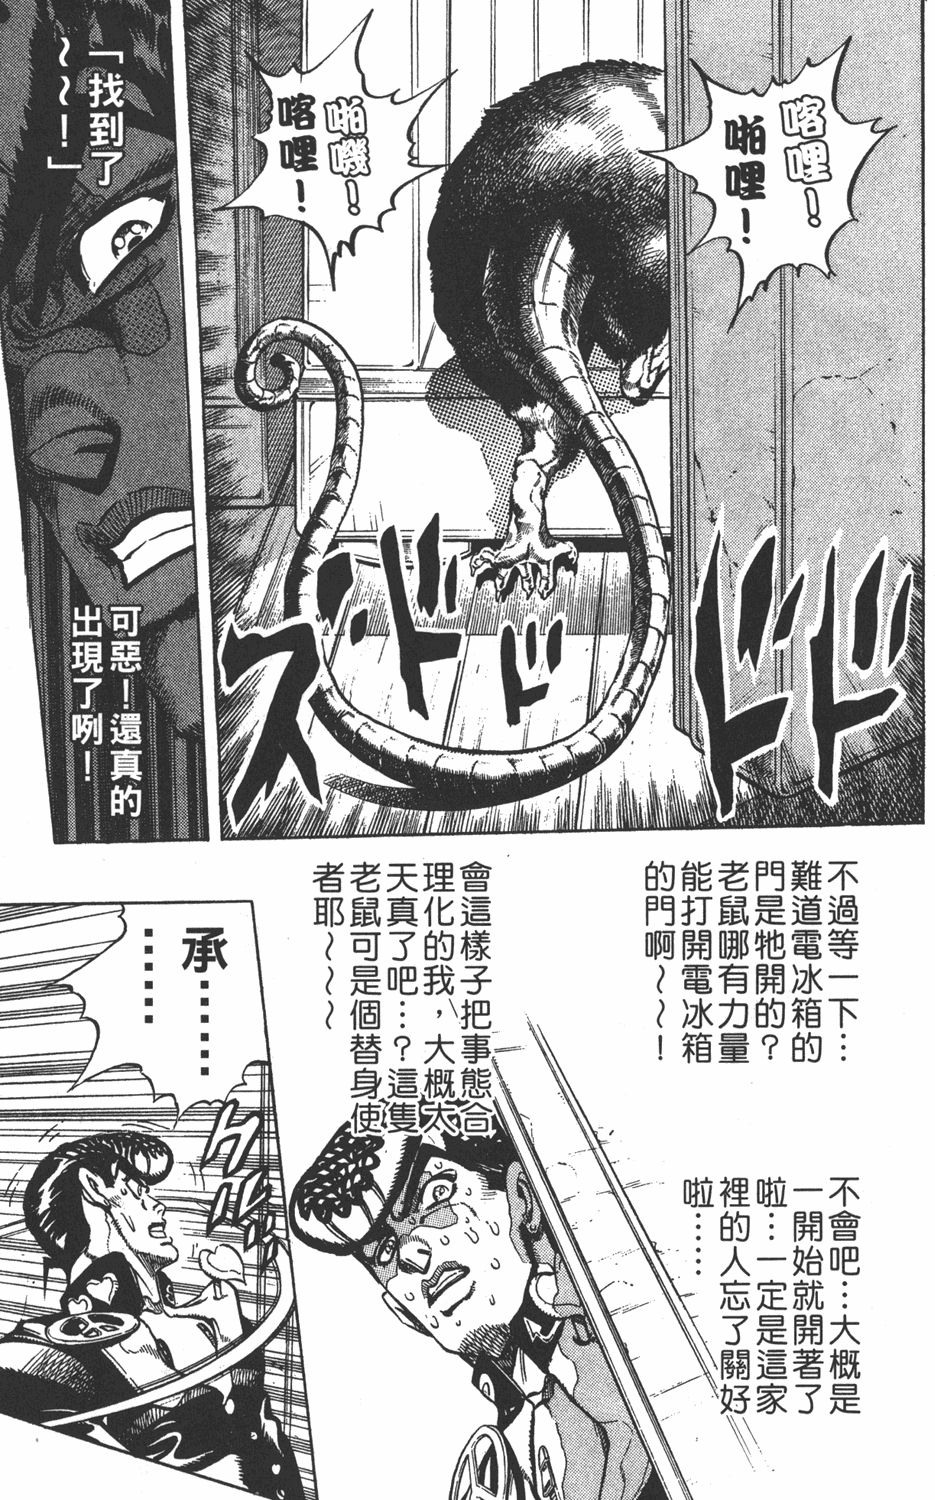 喀哩！
啪哩！
啪嘰！
喀哩！
ドド
ドド
ズ
「找到了
～～！」
可惡！還真的
出現了咧！
不過等一下…
難道電冰箱的
門是牠開的？
老鼠哪有力量
能打開電冰箱
的門啊～～！
不會吧…大概是
一開始就開著了
啦…一定是這家
裡的人忘了關好
啦……
會這樣子把事態合
理化的我，大概太
天真了吧…？這隻
老鼠可是個替身使
者耶～～～
承………
……
クルルッ